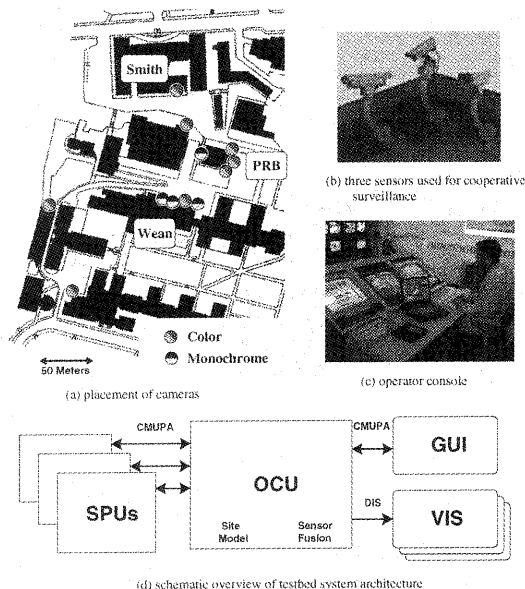 Smith
PRB
Wean
Color
Monochrome
50 Meters
(a) placement of cameras
(b) three sensors used for cooperative
surveillance
(c) operator console
CMUPA
CMUPA
SPUs
OCU
Site
Model
Sensor
Fusion
GUI
DIS
VIS
(d) schematic overview of testbed system architecture